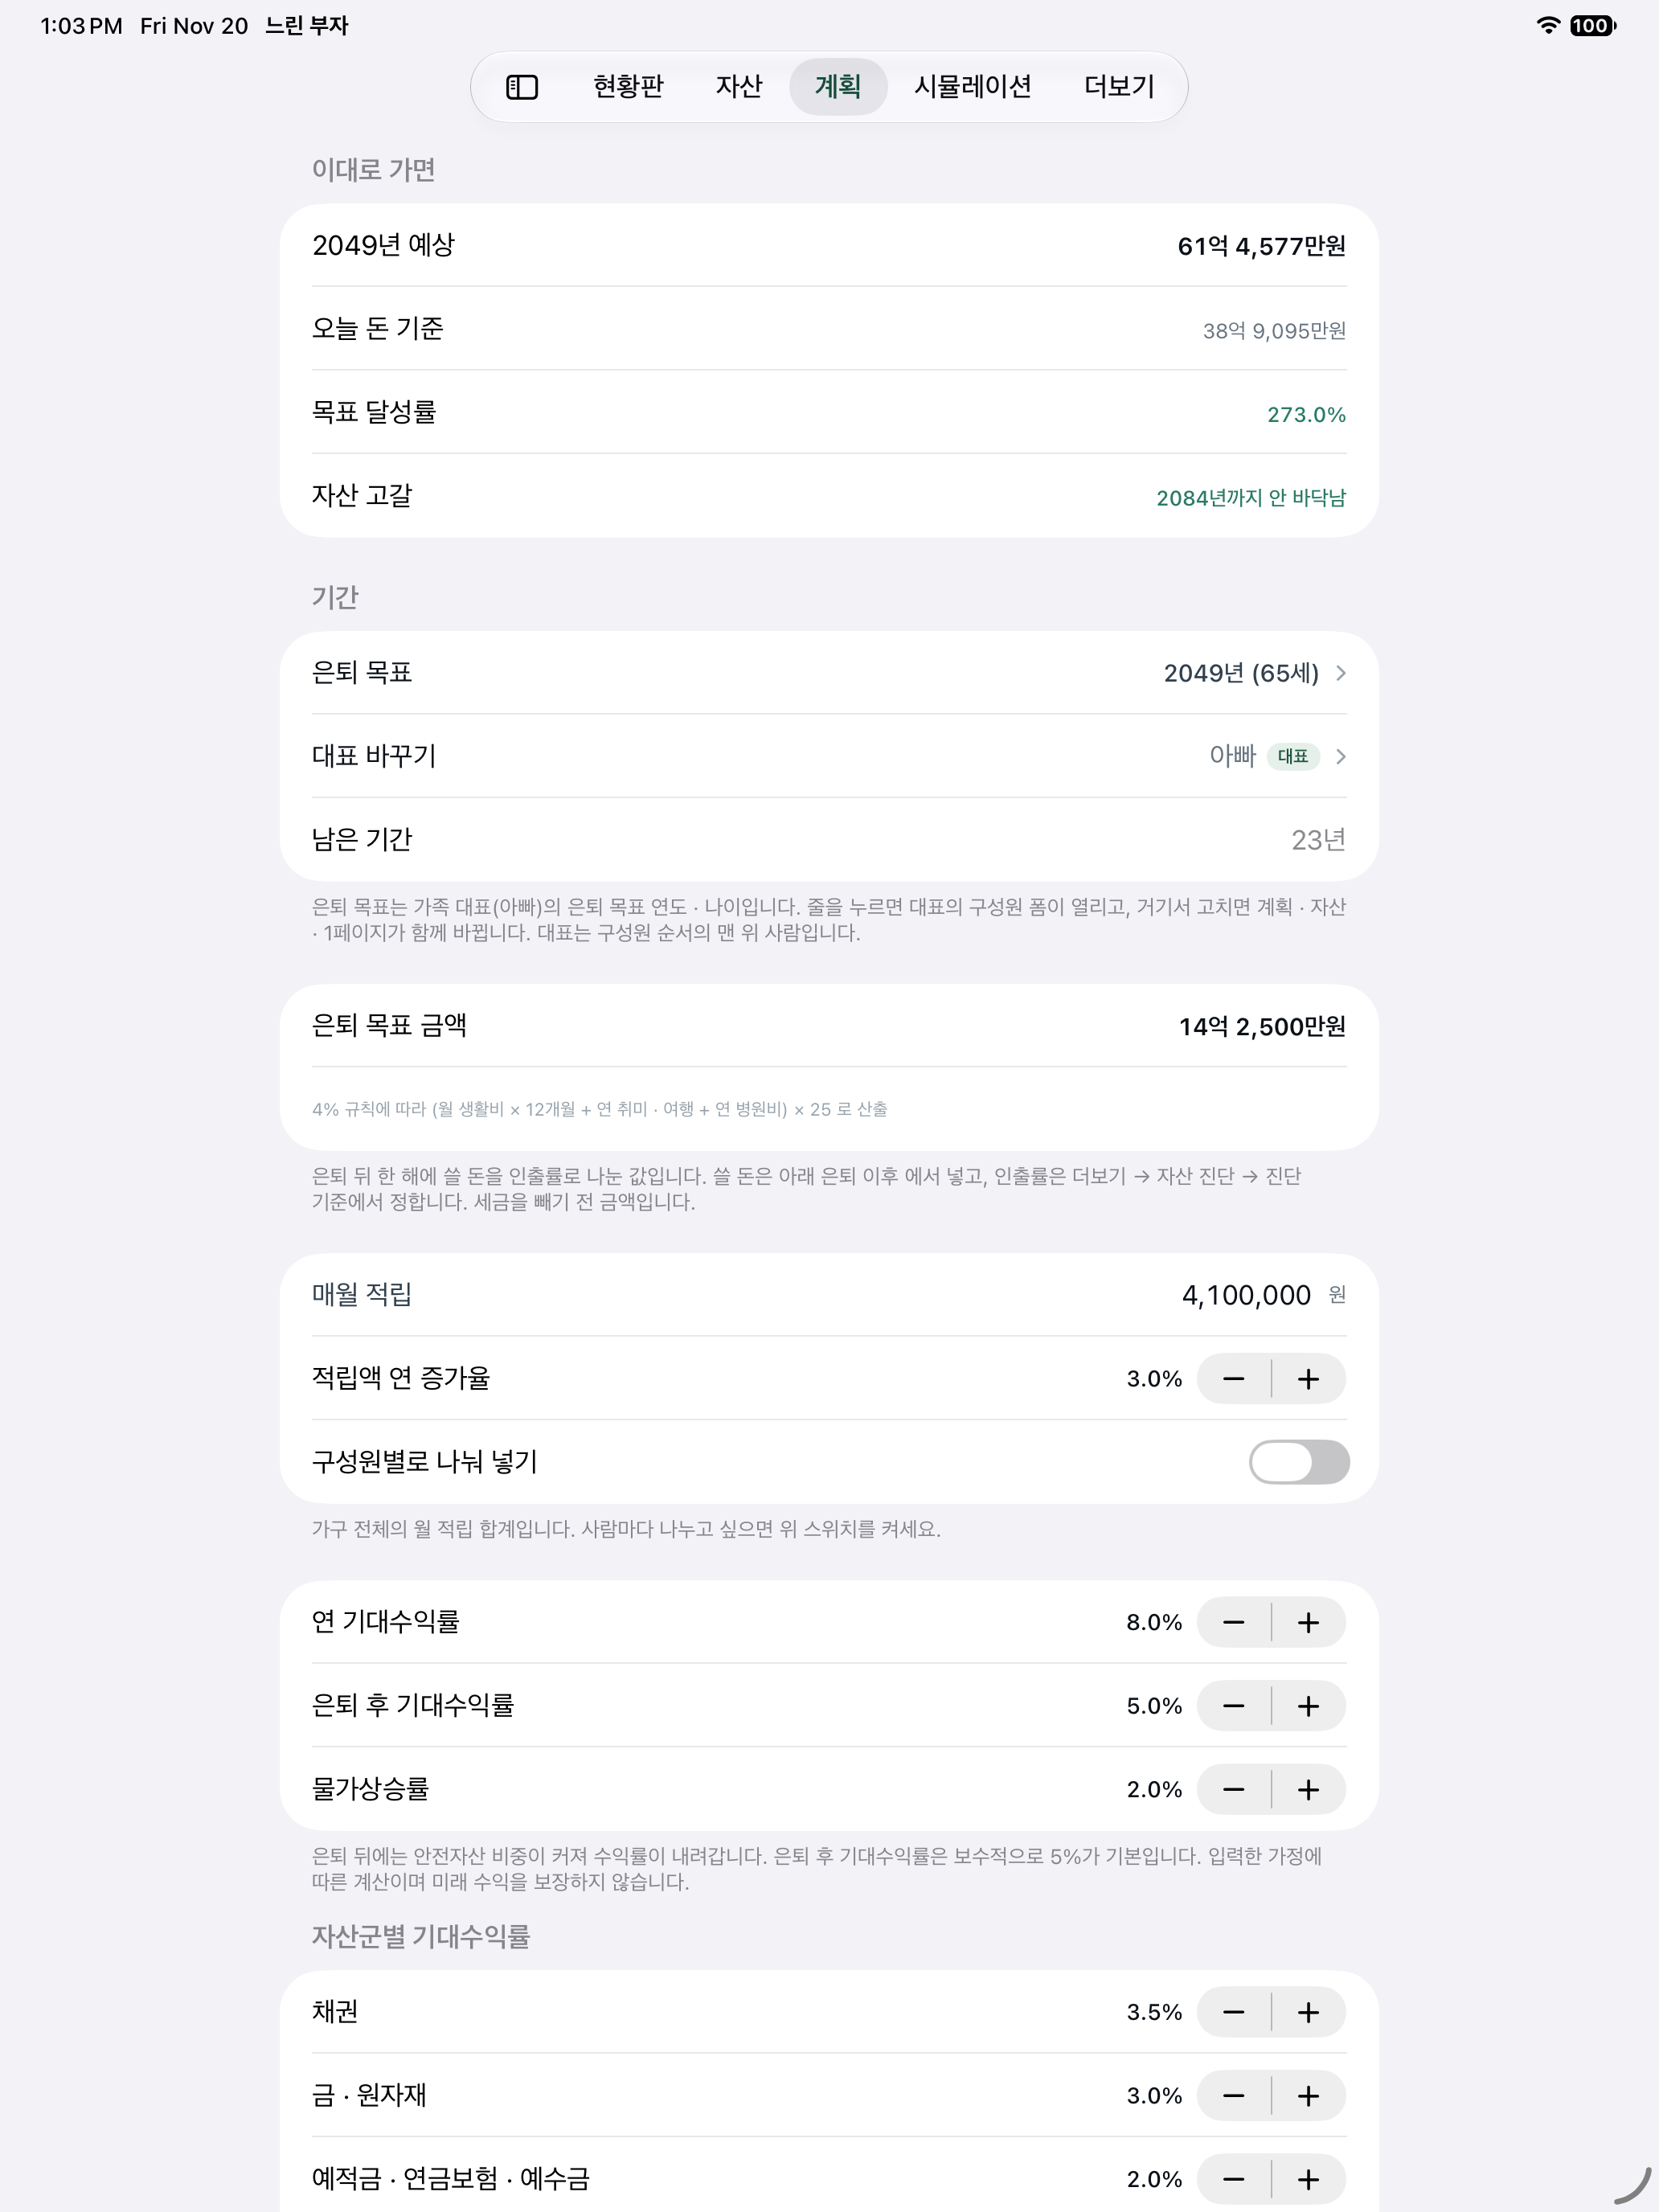 1:03 PM Fri Nov 20 느린 부자
100
현황판 자산 계획 시뮬레이션 더보기
이대로 가면
2049년 예상 61억 4,577만원
오늘 돈 기준 38억 9,095만원
목표 달성률 273.0%
자산 고갈 2084년까지 안 바닥남
기간
은퇴 목표 2049년 (65세)
대표 바꾸기 아빠 대표
남은 기간 23년
은퇴 목표는 가족 대표(아빠)의 은퇴 목표 연도 · 나이입니다. 줄을 누르면 대표의 구성원 폼이 열리고, 거기서 고치면 계획 · 자산
· 1페이지가 함께 바뀝니다. 대표는 구성원 순서의 맨 위 사람입니다.
은퇴 목표 금액 14억 2,500만원
4% 규칙에 따라 (월 생활비 × 12개월 + 연 취미 · 여행 + 연 병원비) × 25 로 산출
은퇴 뒤 한 해에 쓸 돈을 인출률로 나눈 값입니다. 쓸 돈은 아래 은퇴 이후 에서 넣고, 인출률은 더보기 → 자산 진단 → 진단
기준에서 정합니다. 세금을 빼기 전 금액입니다.
매월 적립 4,100,000 원
적립액 연 증가율 3.0%
구성원별로 나눠 넣기
가구 전체의 월 적립 합계입니다. 사람마다 나누고 싶으면 위 스위치를 켜세요.
연 기대수익률 8.0%
은퇴 후 기대수익률 5.0%
물가상승률 2.0%
은퇴 뒤에는 안전자산 비중이 커져 수익률이 내려갑니다. 은퇴 후 기대수익률은 보수적으로 5%가 기본입니다. 입력한 가정에
따른 계산이며 미래 수익을 보장하지 않습니다.
자산군별 기대수익률
채권 3.5%
금 · 원자재 3.0%
예적금 · 연금보험 · 예수금 2.0%